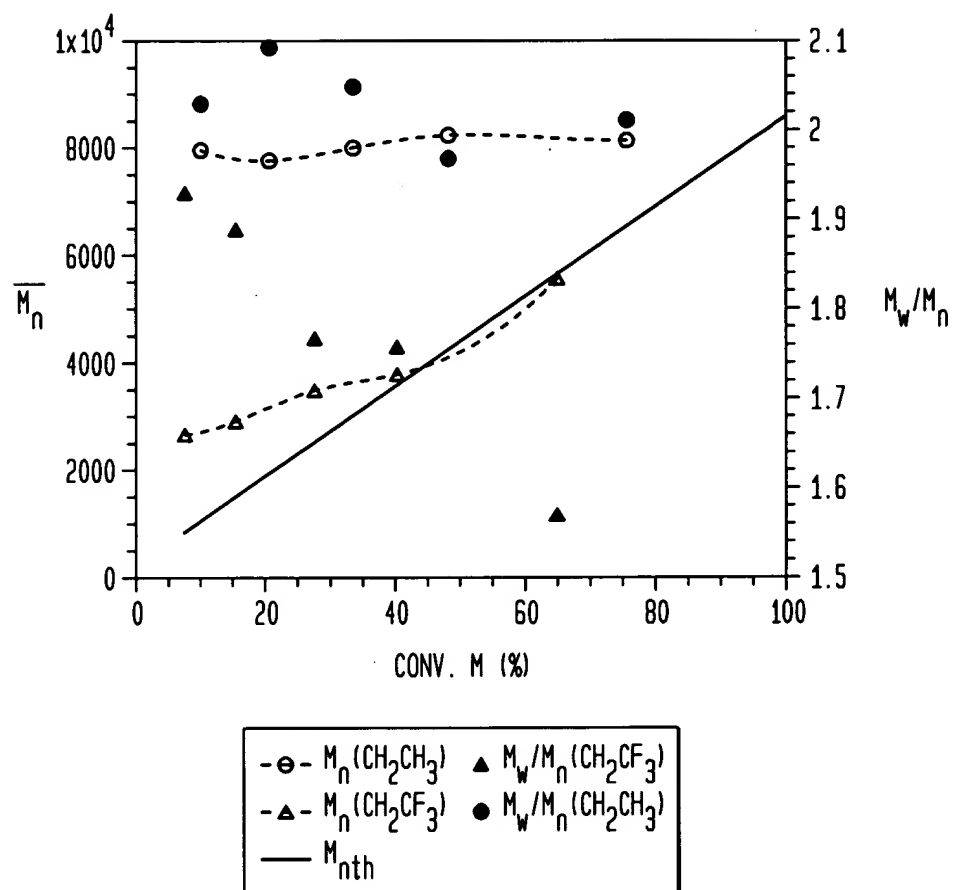 1x10⁴
8000
6000
4000
2000
0
M̅n
2.1
2
1.9
1.8
1.7
1.6
1.5
Mw/Mn
0 20 40 60 80 100
CONV. M (%)
Mn(CH2CH3) Mw/Mn(CH2CF3)
Mn(CH2CF3) Mw/Mn(CH2CH3)
Mnth